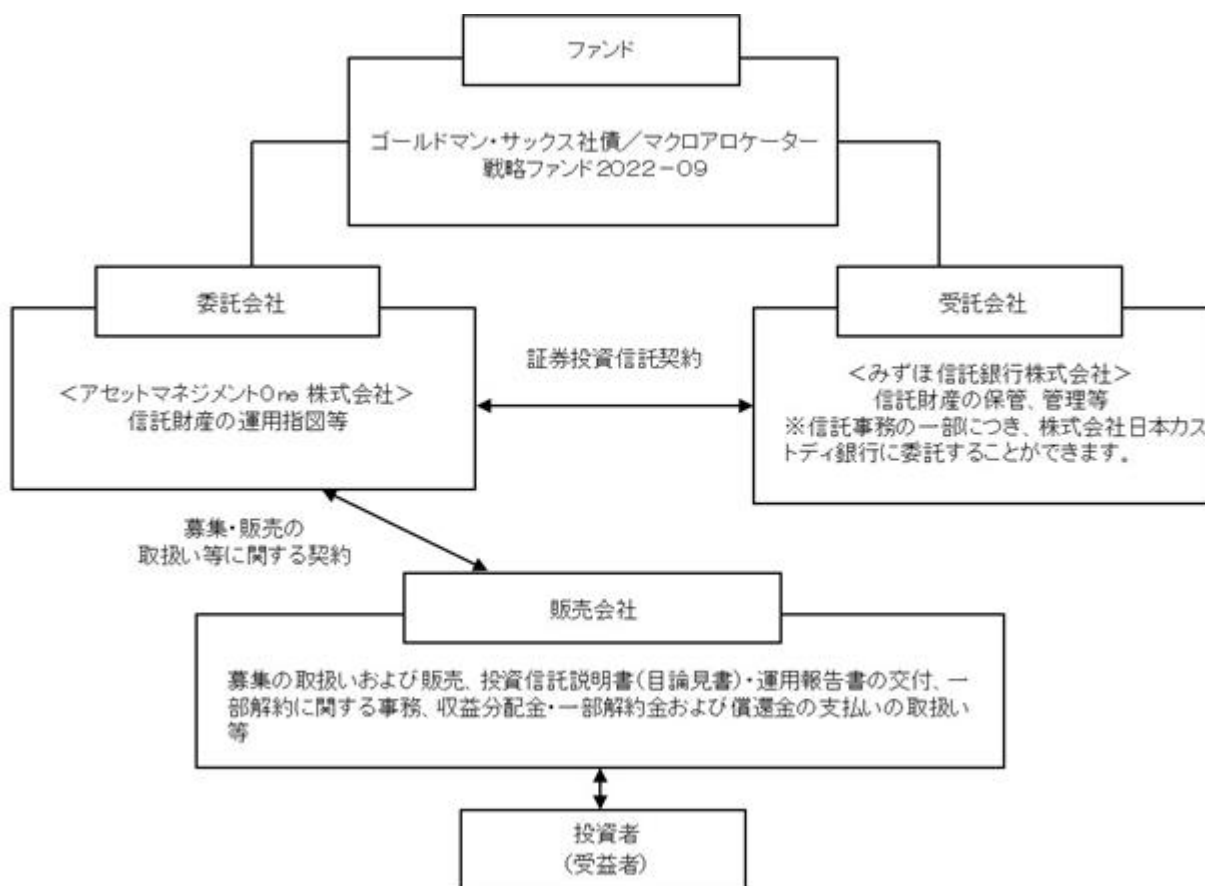 ファンド
ゴールドマン・サックス社債／マクロアロケーター
戦略ファンド２０２２－０９
委託会社
受託会社
＜アセットマネジメントOne 株式会社＞
信託財産の運用指図等
証券投資信託契約
＜みずほ信託銀行株式会社＞
信託財産の保管、管理等
※信託事務の一部につき、株式会社日本カス
トディ銀行に委託することができます。
募集・販売の
取扱い等に関する契約
販売会社
募集の取扱いおよび販売、投資信託説明書(目論見書)・運用報告書の交付、一
部解約に関する事務、収益分配金・一部解約金および償還金の支払いの取扱い
等
投資者
(受益者)